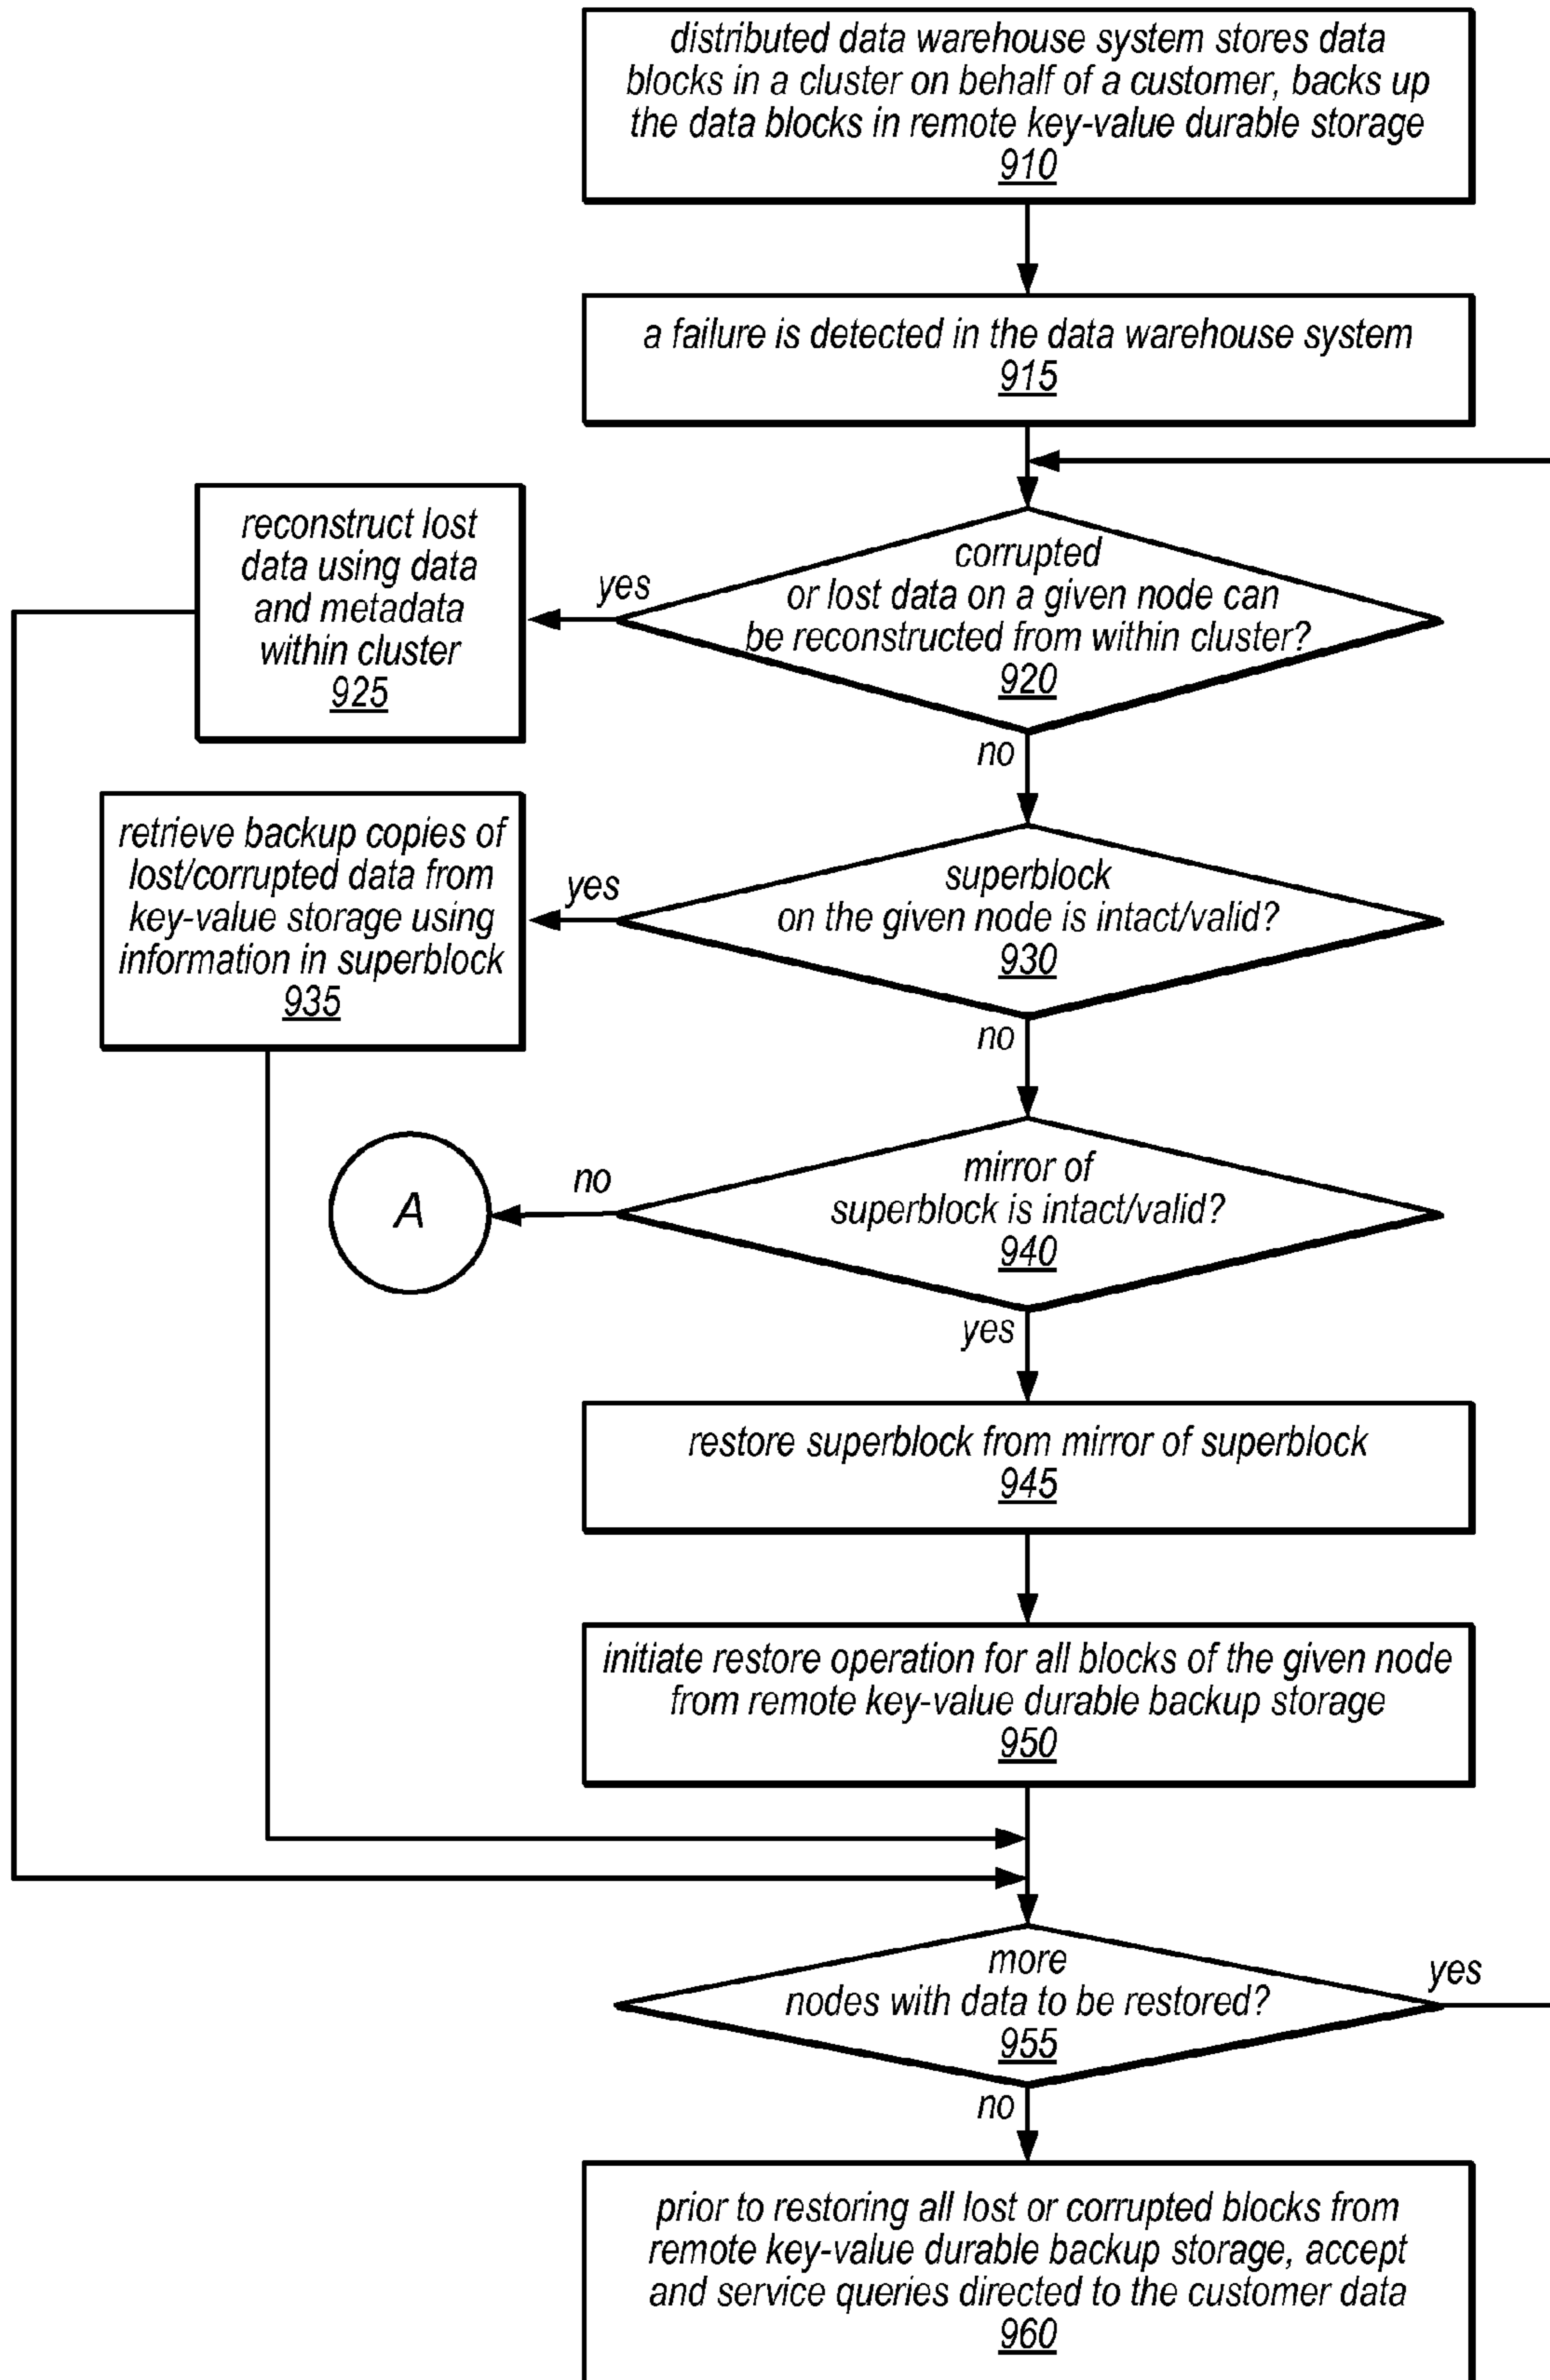 distributed data warehouse system stores data
blocks in a cluster on behalf of a customer, backs up
the data blocks in remote key-value durable storage
910
a failure is detected in the data warehouse system
915
reconstruct lost
data using data
and metadata
within cluster
925
yes
corrupted
or lost data on a given node can
be reconstructed from within cluster?
920
no
retrieve backup copies of
lost/corrupted data from
key-value storage using
information in superblock
935
yes
superblock
on the given node is intact/valid?
930
no
A
no
mirror of
superblock is intact/valid?
940
yes
restore superblock from mirror of superblock
945
initiate restore operation for all blocks of the given node
from remote key-value durable backup storage
950
more
nodes with data to be restored?
955
yes
no
prior to restoring all lost or corrupted blocks from
remote key-value durable backup storage, accept
and service queries directed to the customer data
960